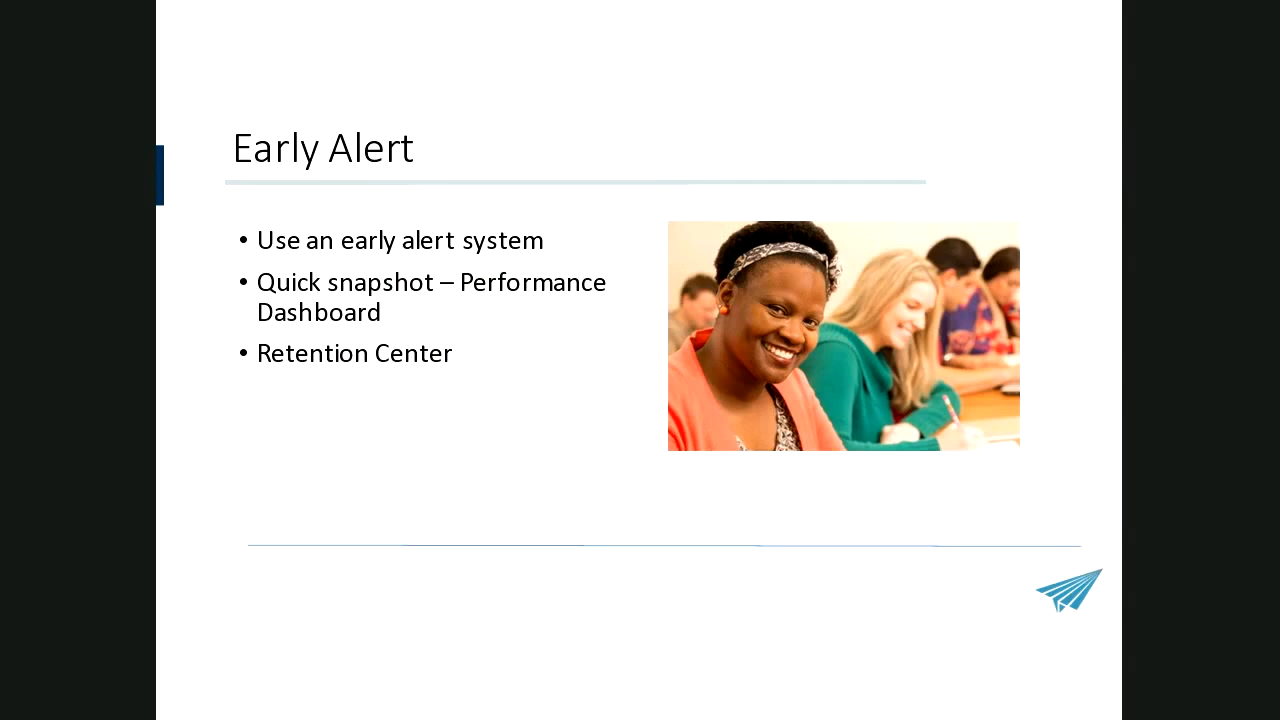 Early Alert
• Use an early alert system
• Quick snapshot – Performance
Dashboard
• Retention Center